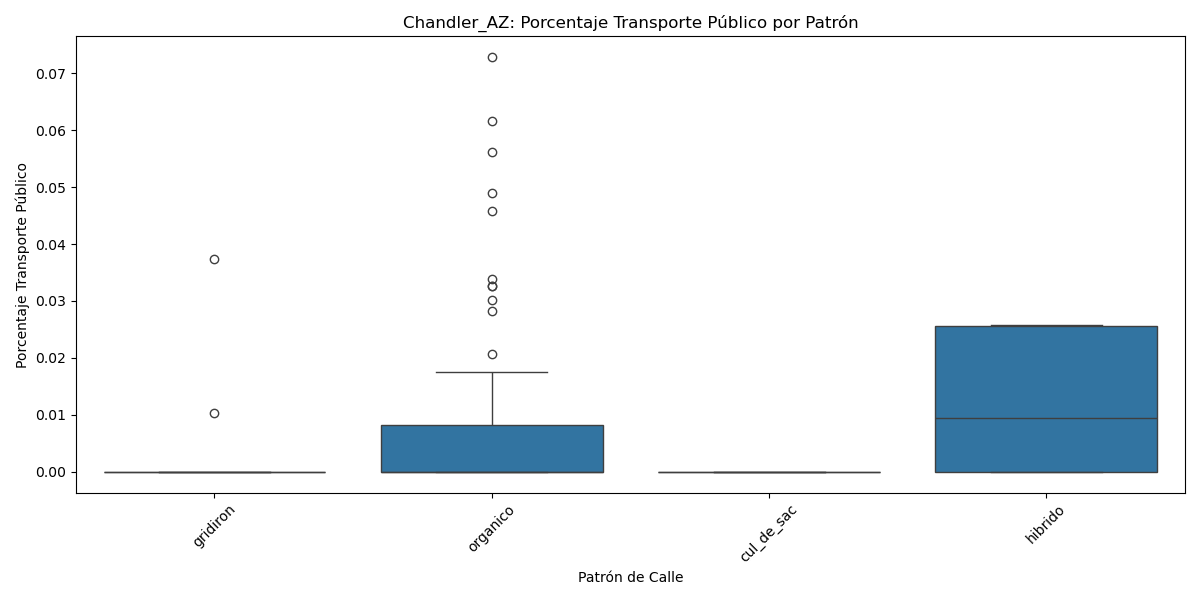 Chandler_AZ: Porcentaje Transporte Público por Patrón
Porcentaje Transporte Público
0.07
0.06
0.05
0.04
0.03
0.02
0.01
0.00
gridiron
organico
cul_de_sac
hibrido
Patrón de Calle